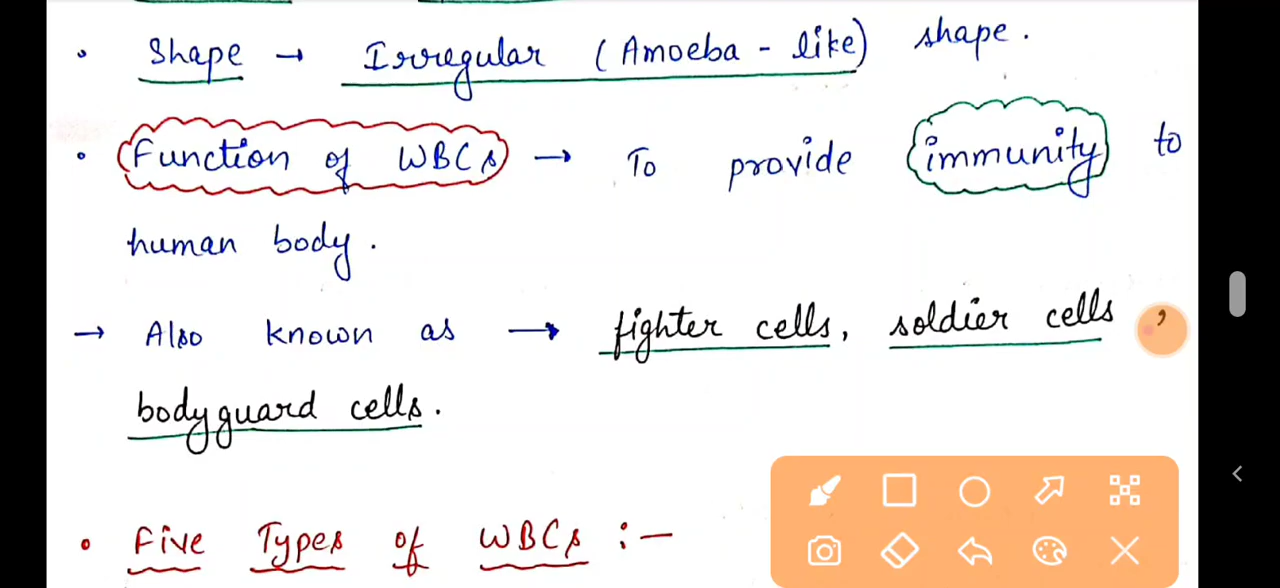 • Shape → Irregular (Amoeba - like) shape.
• Function of WBCs → To provide immunity to
human body.
→ Also known as → fighter cells, soldier cells,
bodyguard cells.
• Five Types of WBCs :-